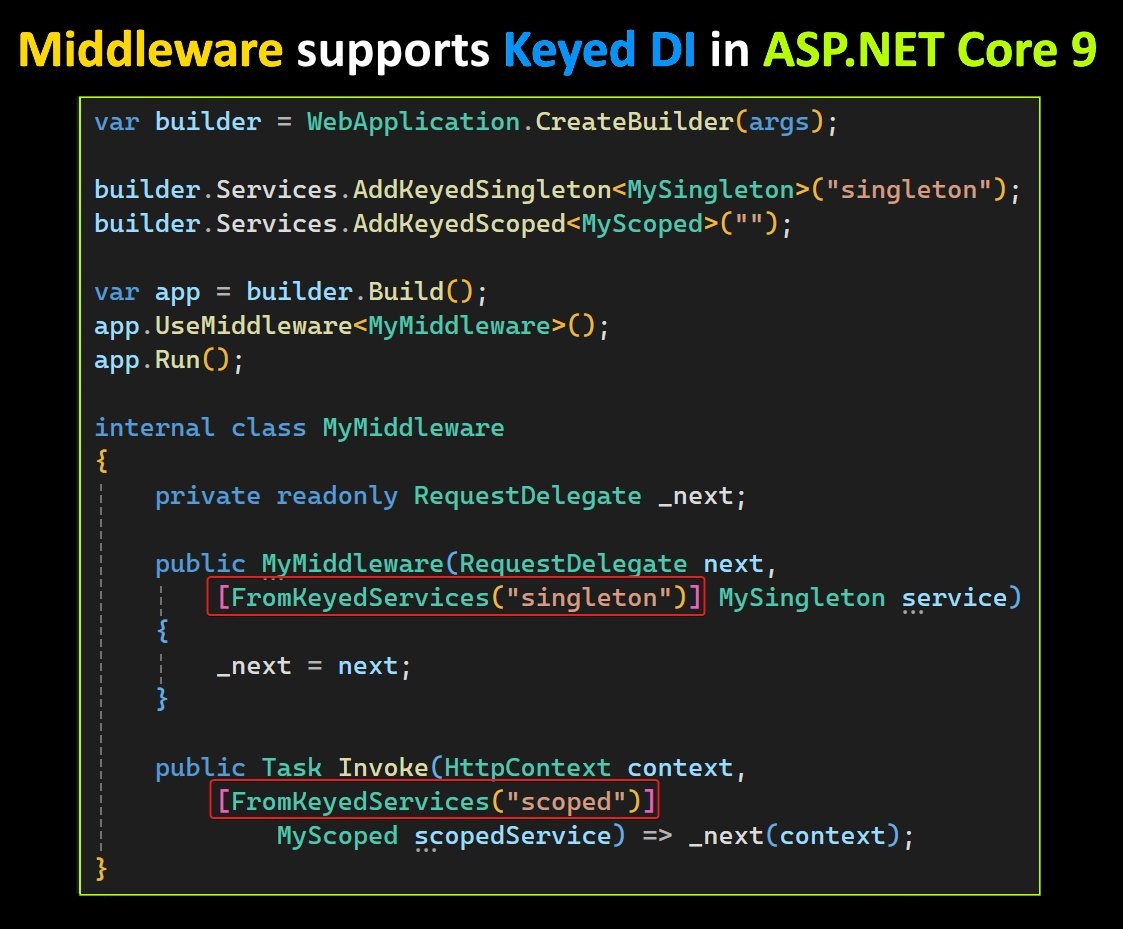 Middleware supports Keyed DI in ASP.NET Core 9
var builder = WebApplication.CreateBuilder(args);
builder.Services.AddKeyedSingleton<MySingleton>("singleton");
builder.Services.AddKeyedScoped<MyScoped>("");
var app = builder.Build();
app.UseMiddleware<MyMiddleware>();
app.Run();
internal class MyMiddleware
{
private readonly RequestDelegate _next;
public MyMiddleware(RequestDelegate next,
[FromKeyedServices("singleton")] MySingleton service)
{
_next = next;
}
public Task Invoke(HttpContext context,
[FromKeyedServices("scoped")]
MyScoped scopedService) => _next(context);
}